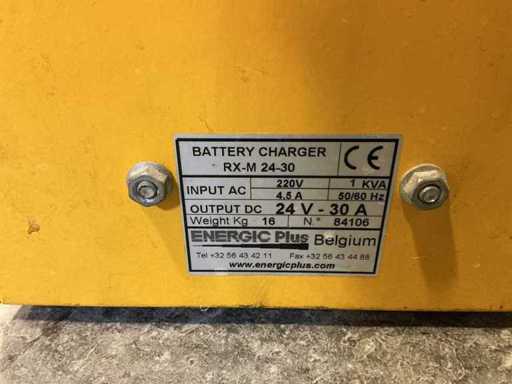 BATTERY CHARGER
RX-M 24-30
CE
INPUT AC 220V 1 KVA
4.5 A 50/60 Hz
OUTPUT DC 24 V - 30 A
Weight Kg 16 N.° 84106
ENERGIC Plus Belgium
Tel +32 56 43 42 11 Fax +32 56 43 44 88
www.energicplus.com